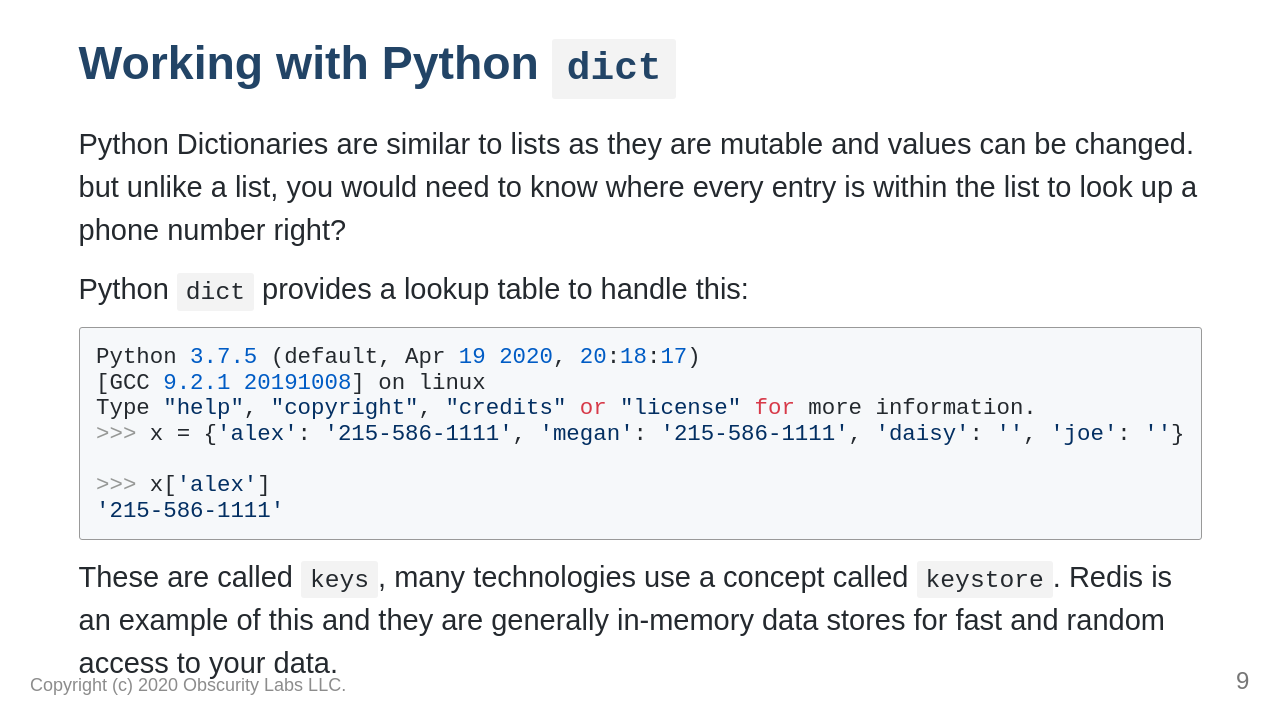 Working with Python dict
Python Dictionaries are similar to lists as they are mutable and values can be changed.
but unlike a list, you would need to know where every entry is within the list to look up a
phone number right?
Python dict provides a lookup table to handle this:
Python 3.7.5 (default, Apr 19 2020, 20:18:17)
[GCC 9.2.1 20191008] on linux
Type "help", "copyright", "credits" or "license" for more information.
>>> x = {'alex': '215-586-1111', 'megan': '215-586-1111', 'daisy': '', 'joe': ''}
>>> x['alex']
'215-586-1111'
These are called keys, many technologies use a concept called keystore. Redis is
an example of this and they are generally in-memory data stores for fast and random
access to your data.
Copyright (c) 2020 Obscurity Labs LLC.
9